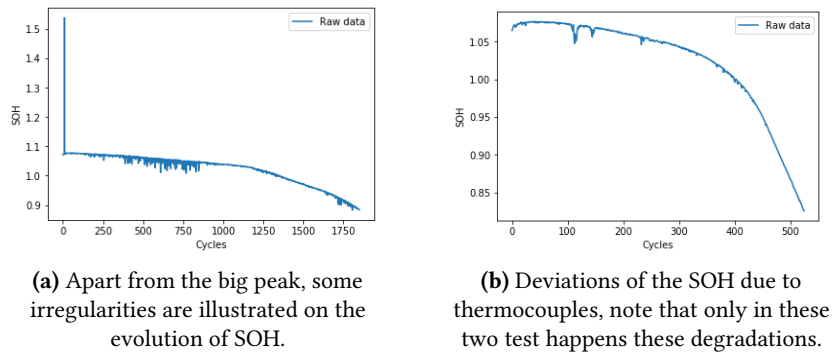 1.5
1.4
1.3
1.2
1.1
1.0
0.9
SOH
Raw data
0 250 500 750 1000 1250 1500 1750
Cycles
(a) Apart from the big peak, some
irregularities are illustrated on the
evolution of SOH.
1.05
1.00
0.95
0.90
0.85
SOH
Raw data
0 100 200 300 400 500
Cycles
(b) Deviations of the SOH due to
thermocouples, note that only in these
two test happens these degradations.